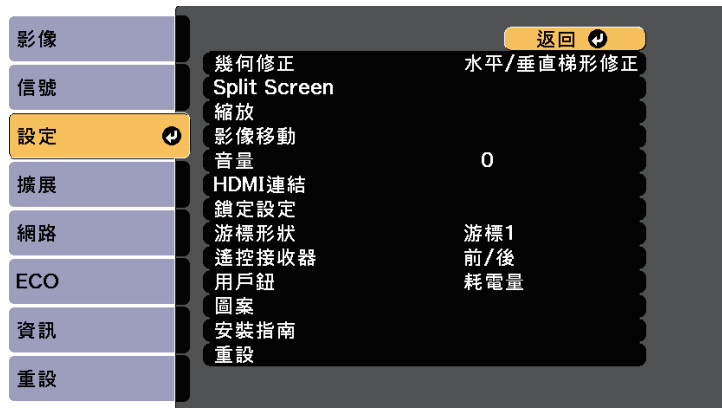 影像
信號
設定
擴展
網路
ECO
資訊
重設
返回
幾何修正 水平/垂直梯形修正
Split Screen
縮放
影像移動
音量 0
HDMI連結
鎖定設定
游標形狀 游標1
遙控接收器 前/後
用戶鈕 耗電量
圖案
安裝指南
重設